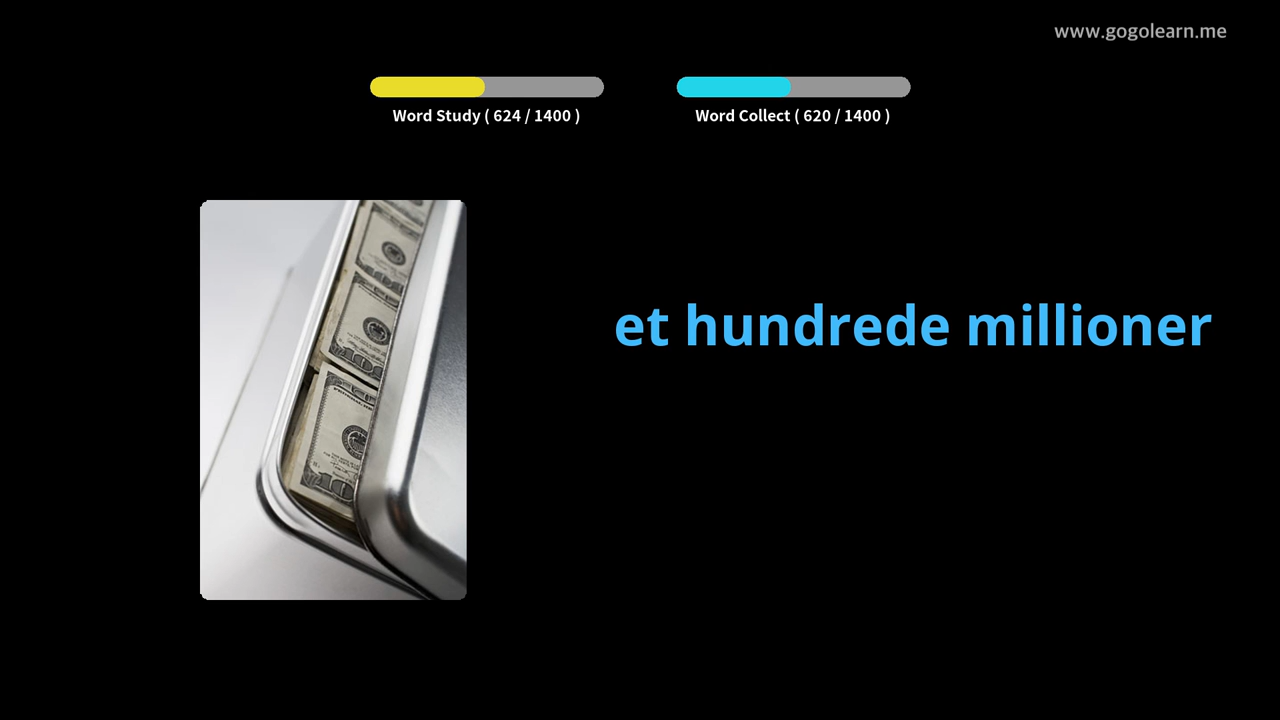 www.gogolearn.me
Word Study ( 624 / 1400 )
Word Collect ( 620 / 1400 )
et hundrede millioner